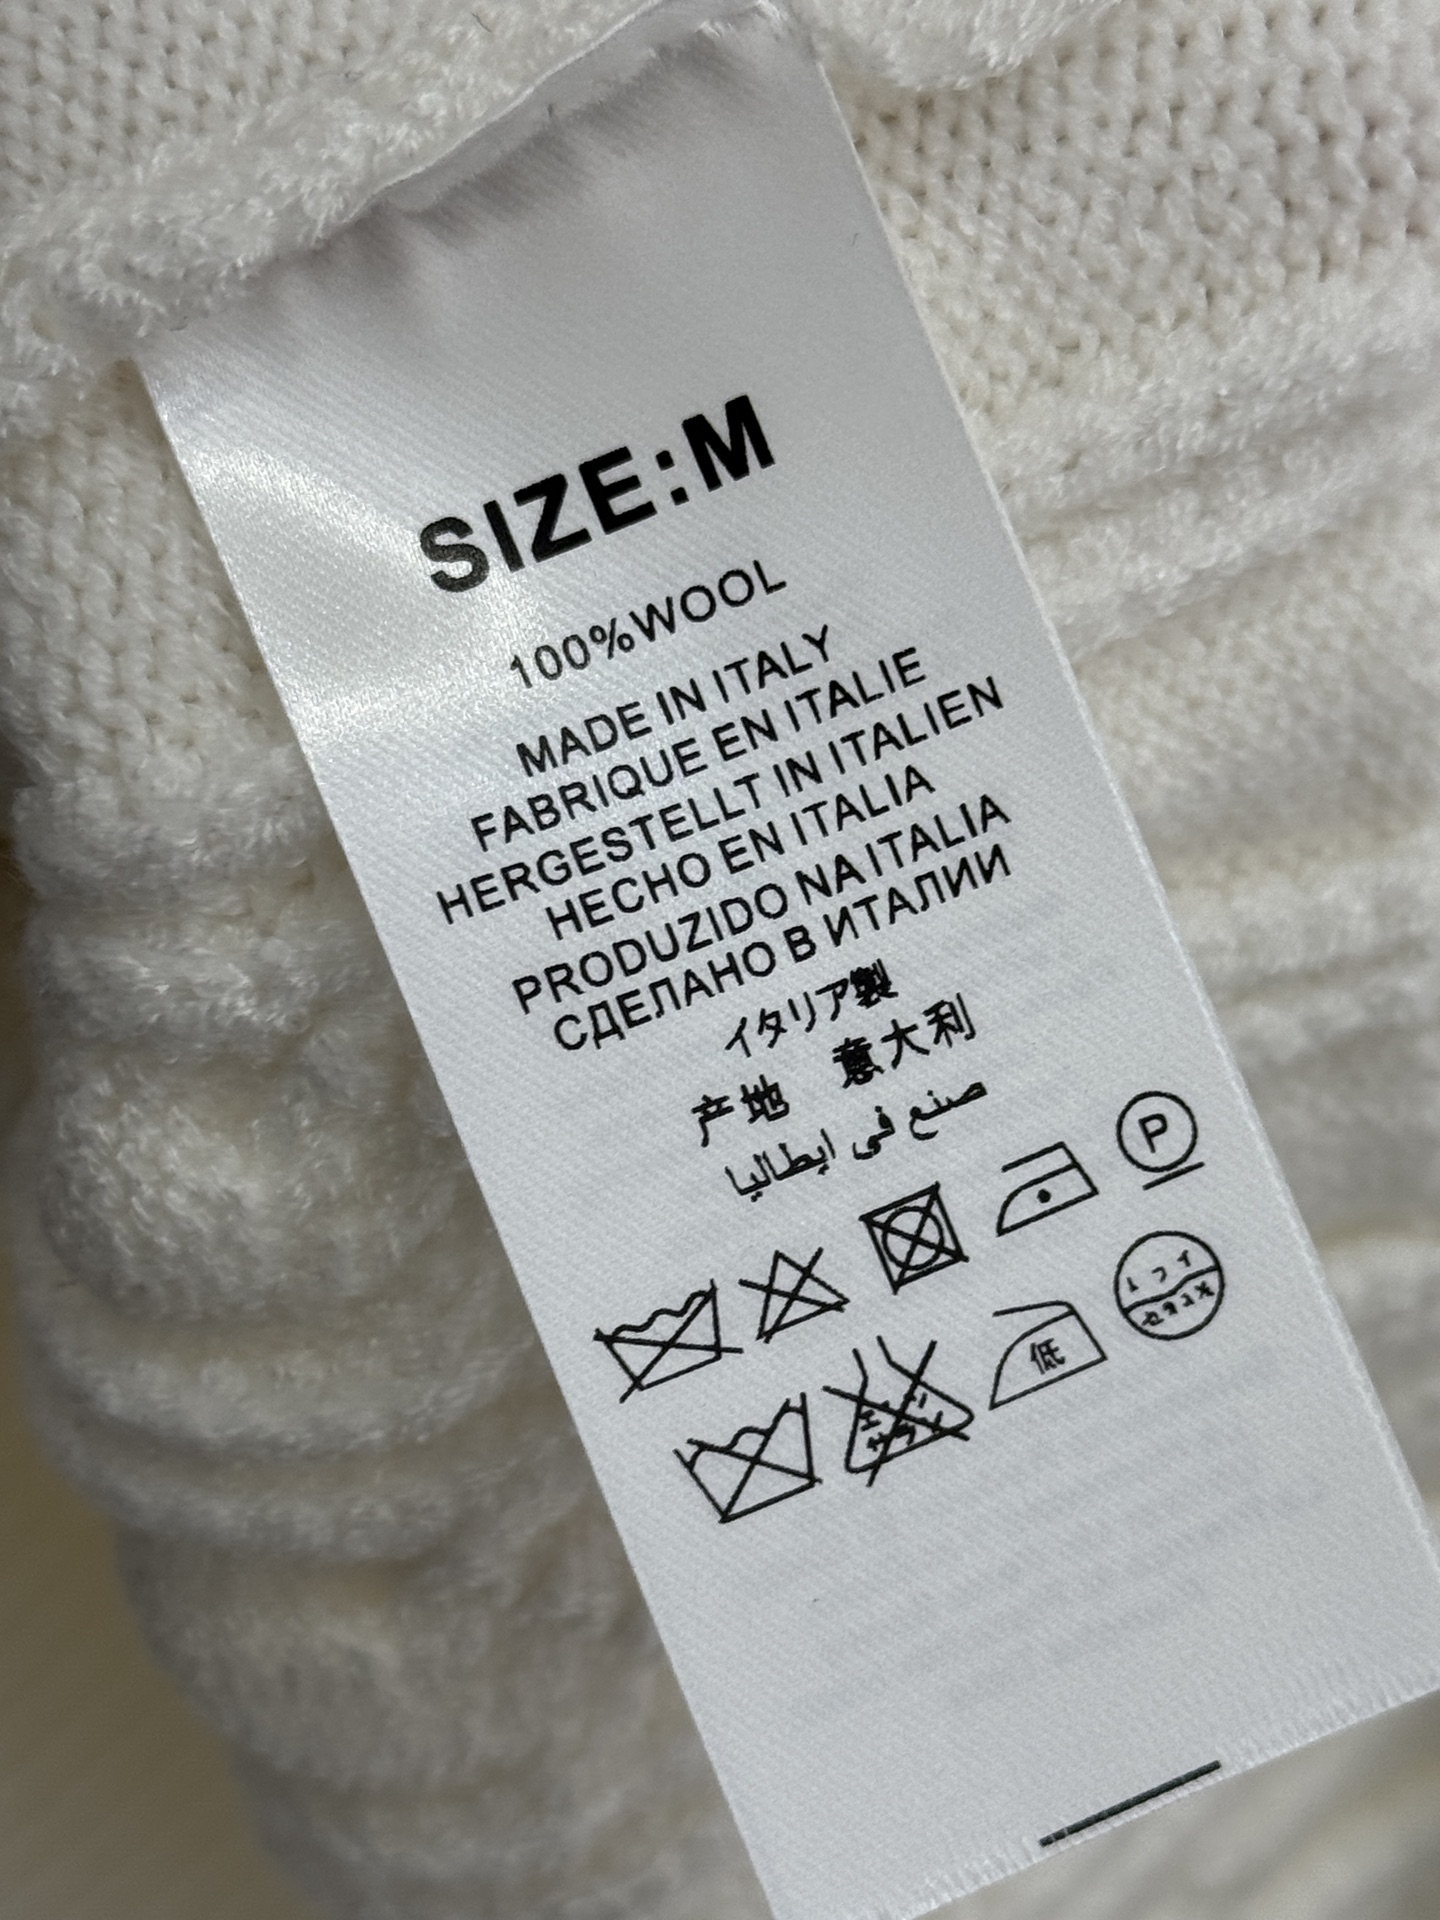 SIZE:M
100%WOOL
MADE IN ITALY
FABRIQUE EN ITALIE
HERGESTELLT IN ITALIEN
HECHO EN ITALIA
PRODUZIDO NA ITALIA
СДЕЛАНО В ИТАЛИИ
イタリア製
产地 意大利
صنع في ايطاليا
P
低